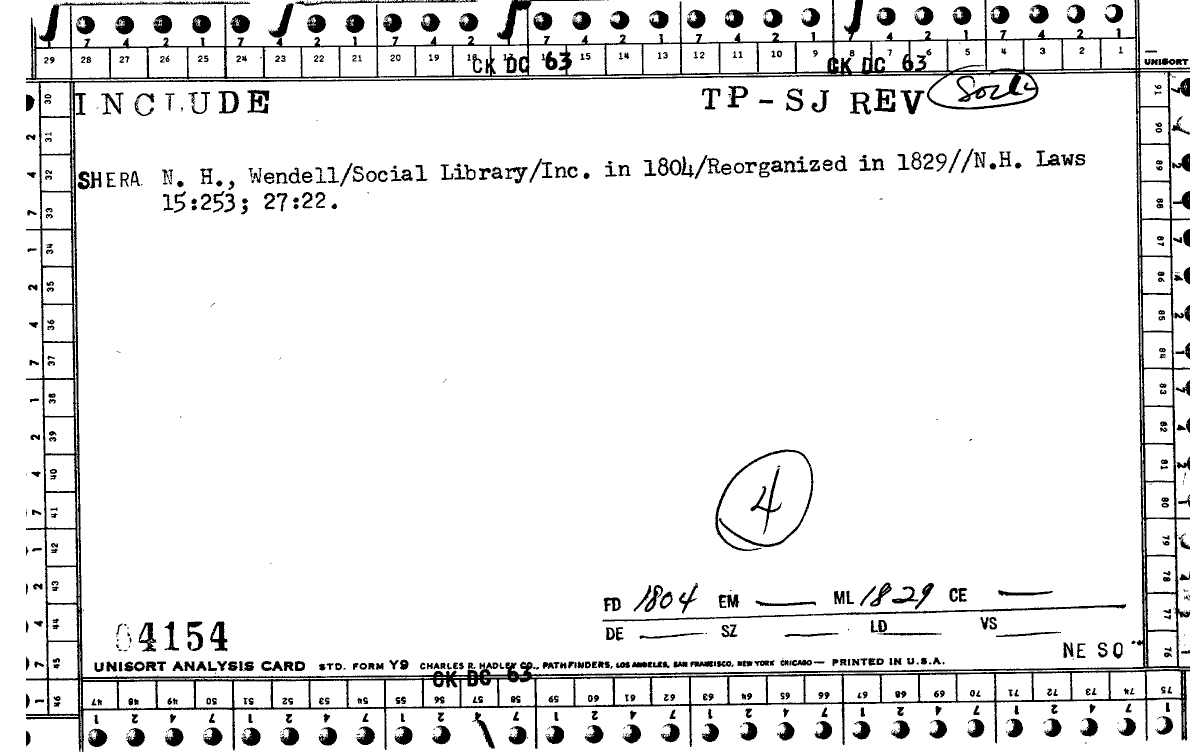 7 4 2 1 7 4 2 1 7 4 2 1 7 4 2 1 7 4 2 1 7 4 2 1 7 4 2 1
29 28 27 26 25 24 23 22 21 20 19 18 17 16 15 14 13 12 11 10 9 8 7 6 5 4 3 2 1
CK DC 63 CK DC 63
UNISORT
INCLUDE TP-SJ REV
SHERA N. H., Wendell/Social Library/Inc. in 1804/Reorganized in 1829//N.H. Laws
15:253; 27:22.
4
FD 1804 EM — ML 1829 CE —
DE — SZ — LD — VS —
04154
NE SO
UNISORT ANALYSIS CARD STD. FORM Y9 CHARLES R. HADLEY CO., PATHFINDERS, LOS ANGELES, SAN FRANCISCO, NEW YORK CHICAGO — PRINTED IN U.S.A.
CK DC 63
30 31 32 33 34 35 36 37 38 39 40 41 42 43 44 45 46
47 48 49 50 51 52 53 54 55 56 57 58 59 60 61 62 63 64 65 66 67 68 69 70 71 72 73 74 75
76 77 78 79 80 81 82 83 84 85 86 87 88 89 90 91